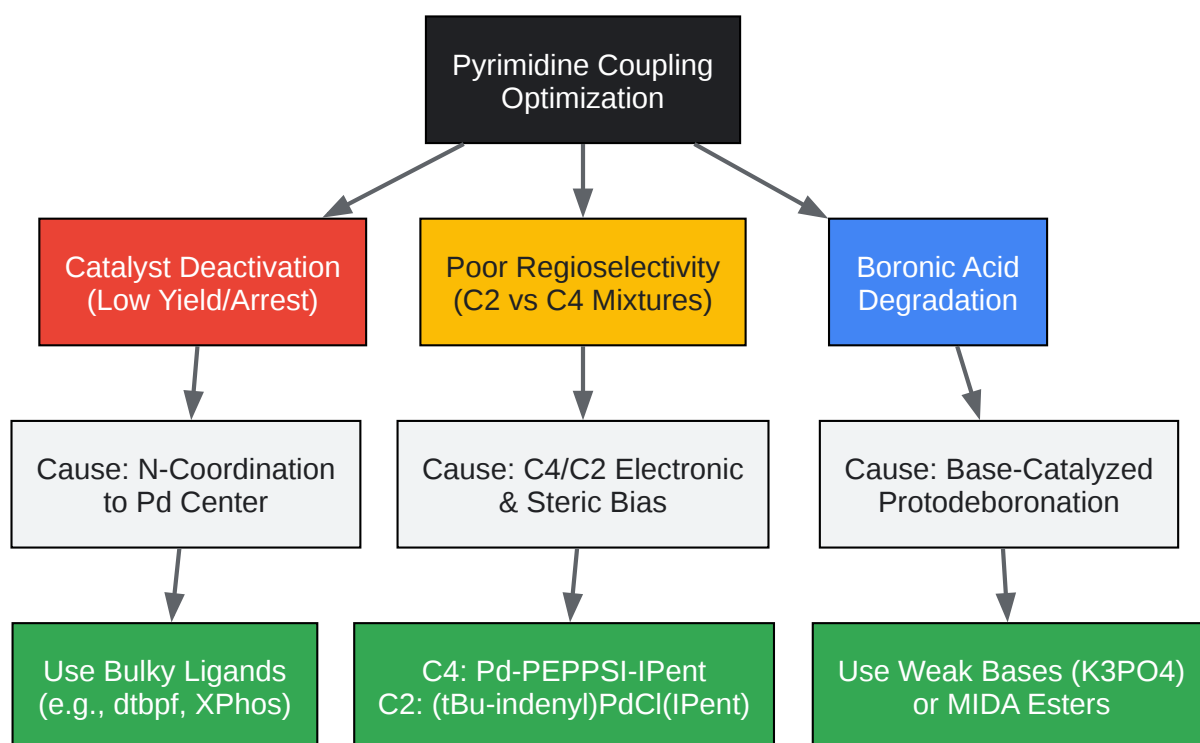 Pyrimidine Coupling
Optimization
Catalyst Deactivation
(Low Yield/Arrest)
Poor Regioselectivity
(C2 vs C4 Mixtures)
Boronic Acid
Degradation
Cause: N-Coordination
to Pd Center
Cause: C4/C2 Electronic
& Steric Bias
Cause: Base-Catalyzed
Protodeboronation
Use Bulky Ligands
(e.g., dtbpf, XPhos)
C4: Pd-PEPPSI-IPent
C2: (tBu-indenyl)PdCl(IPent)
Use Weak Bases (K3PO4)
or MIDA Esters